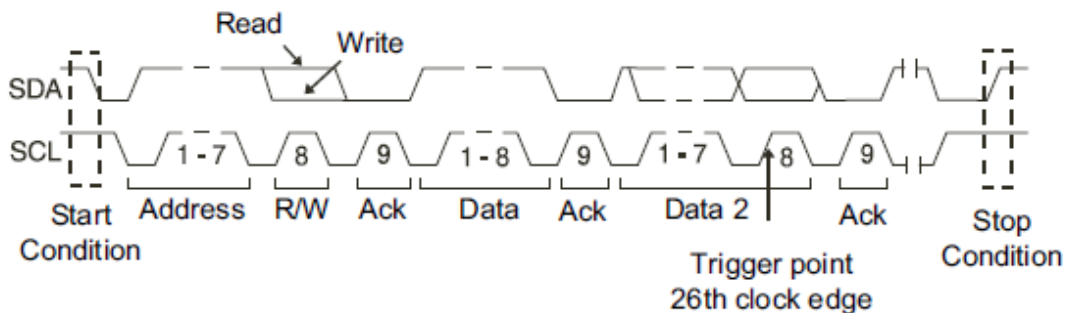 Read
Write
SDA
SCL
1 - 7
8
9
1 - 8
9
1 - 7
8
9
Start
Condition
Address
R/W
Ack
Data
Ack
Data 2
Ack
Stop
Condition
Trigger point
26th clock edge